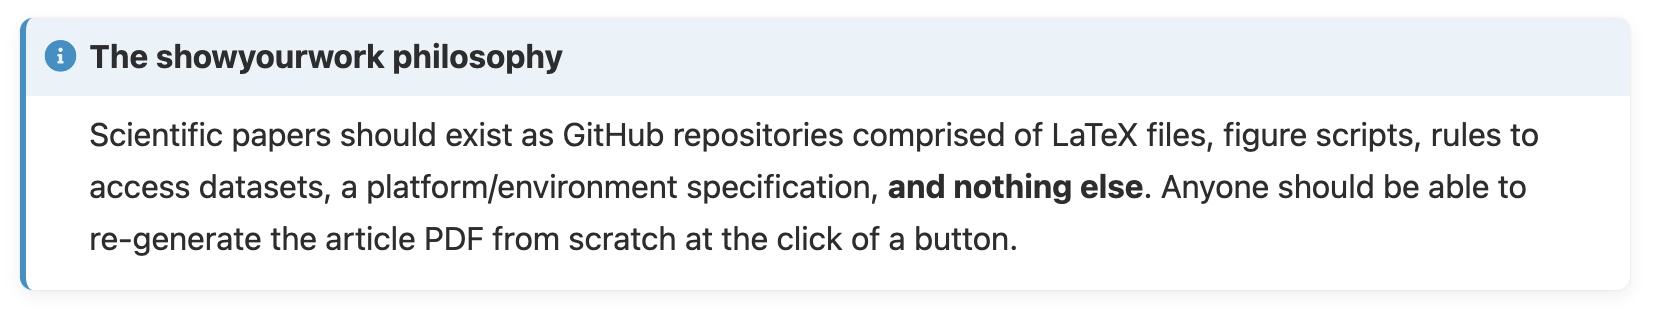 The showyourwork philosophy
Scientific papers should exist as GitHub repositories comprised of LaTeX files, figure scripts, rules to
access datasets, a platform/environment specification, and nothing else. Anyone should be able to
re-generate the article PDF from scratch at the click of a button.